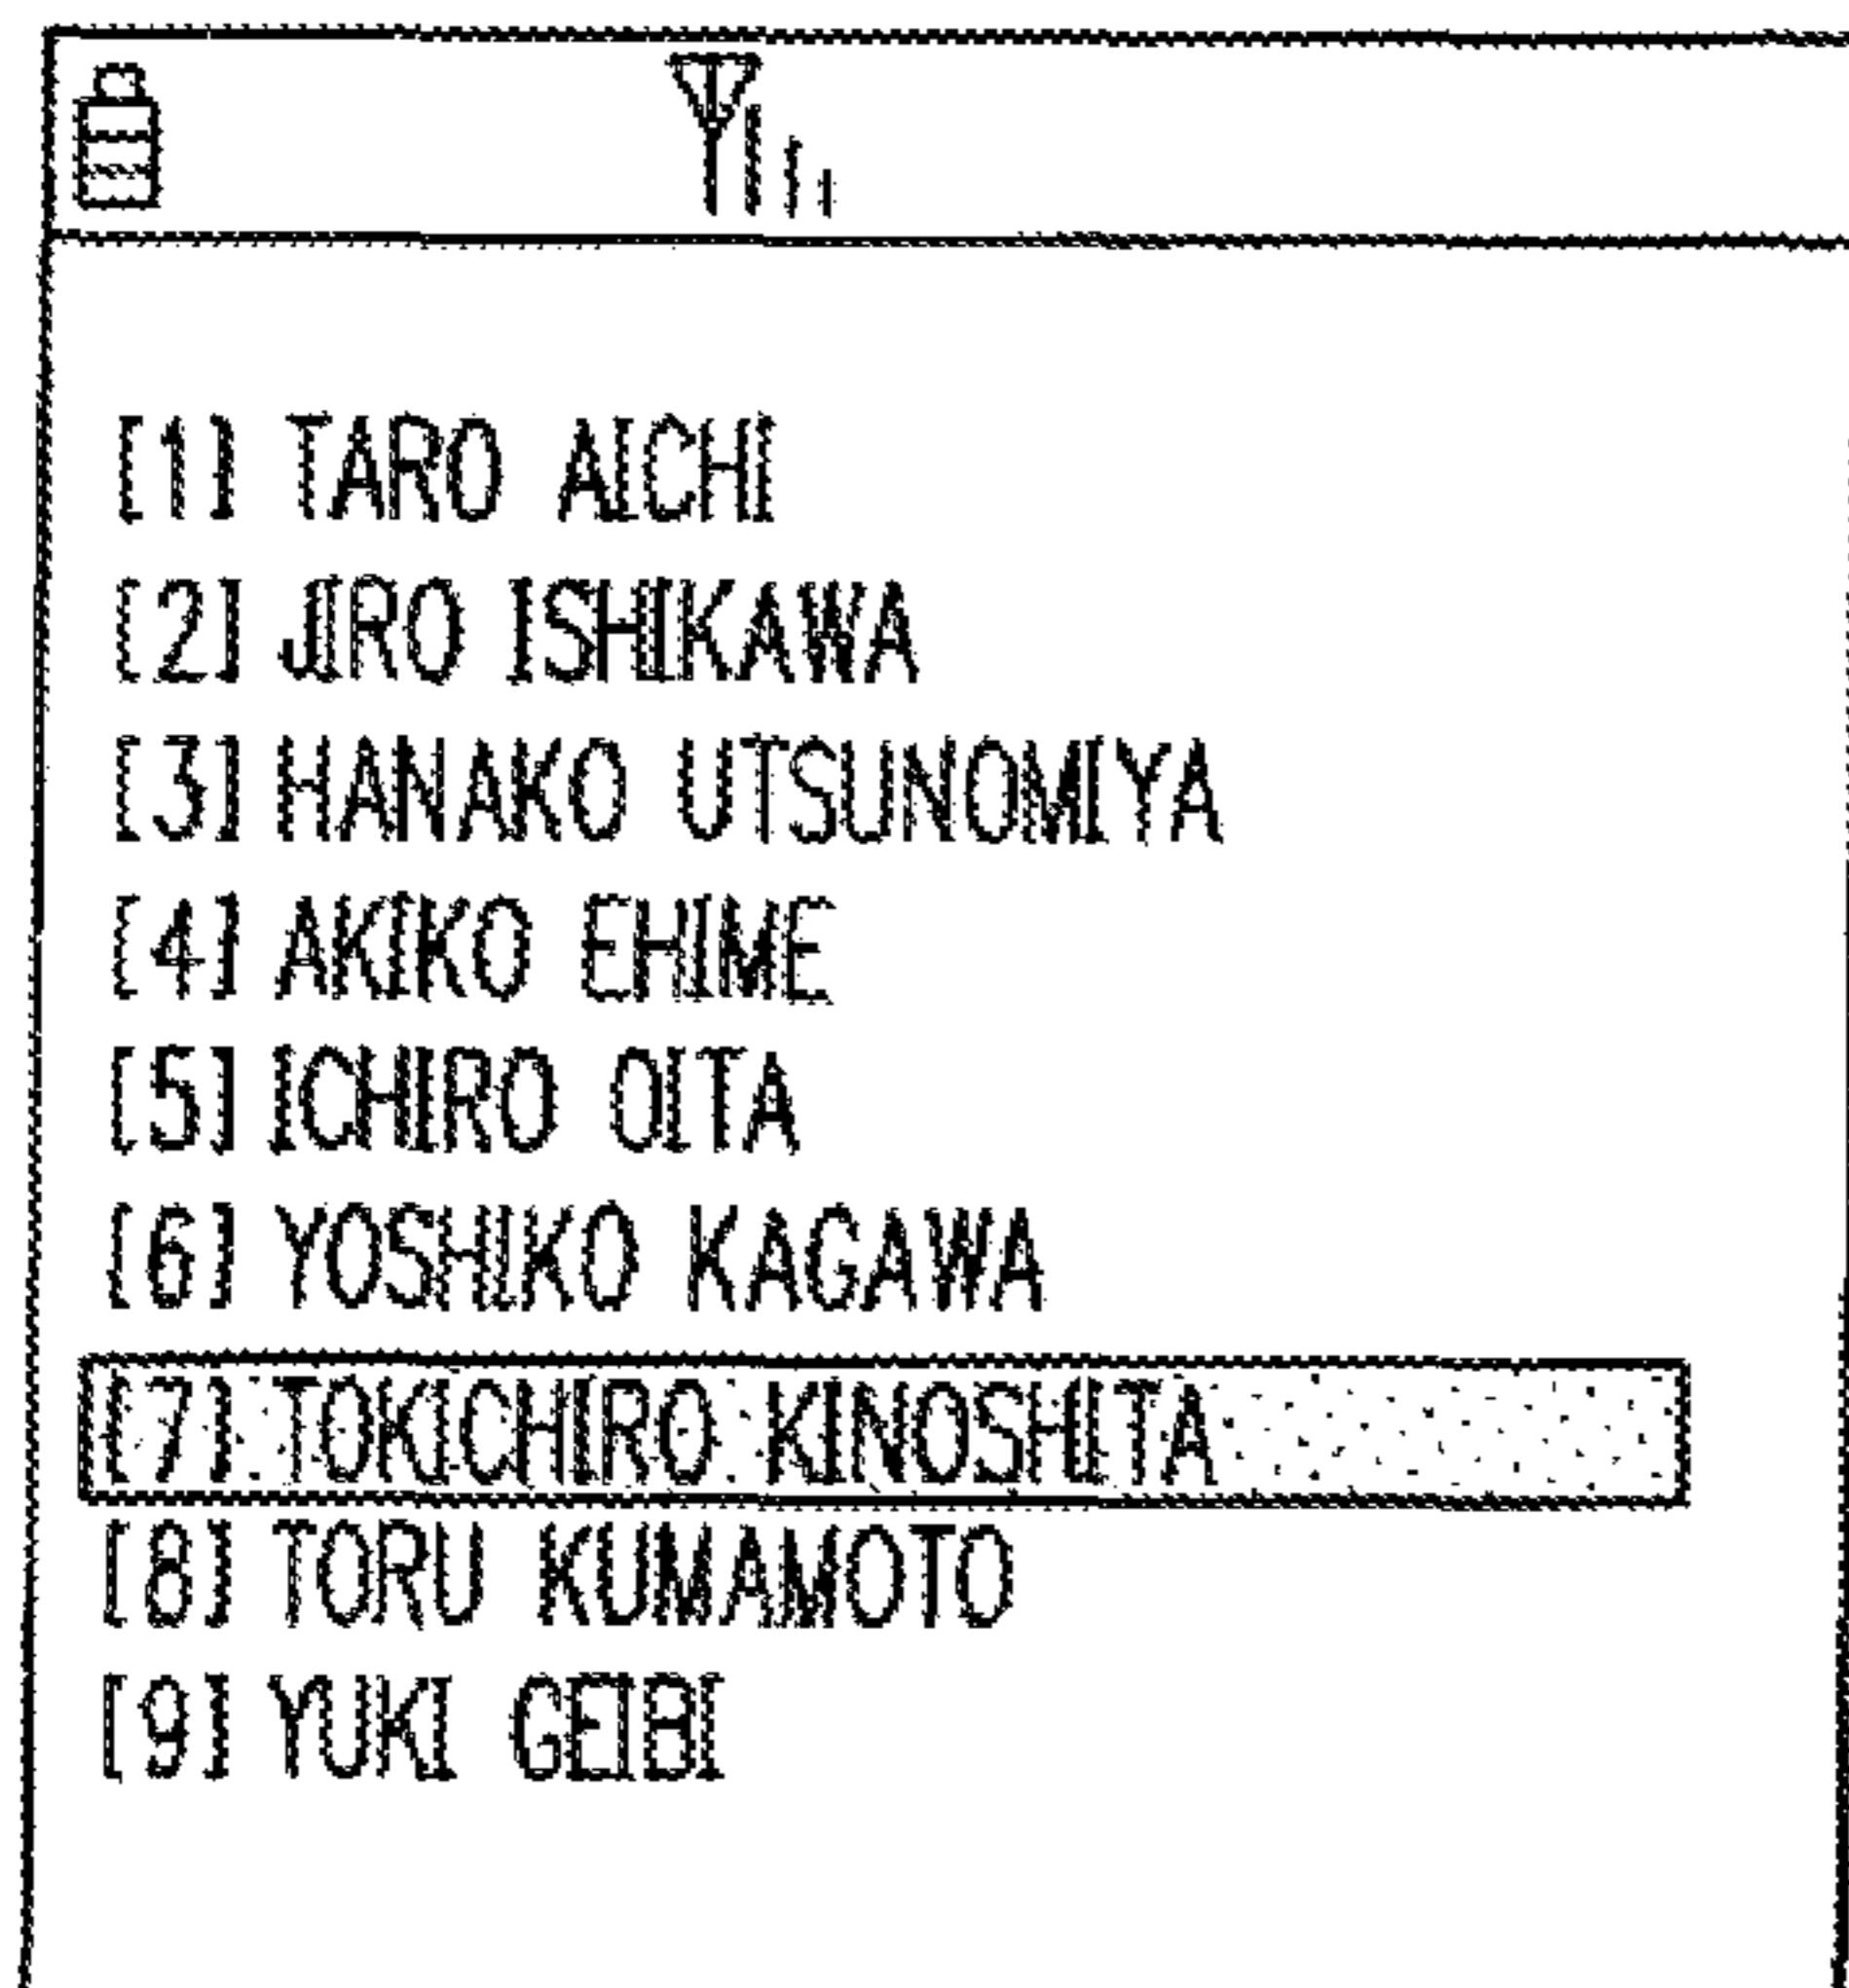 [1] TARO AICHI
[2] JIRO ISHIKAWA
[3] HANAKO UTSUNOMIYA
[4] AKIKO EHIME
[5] ICHIRO OITA
[6] YOSHIKO KAGAWA
[7] TOKICHIRO KINOSHITA
[8] TORU KUMAMOTO
[9] YUKI GEIBI